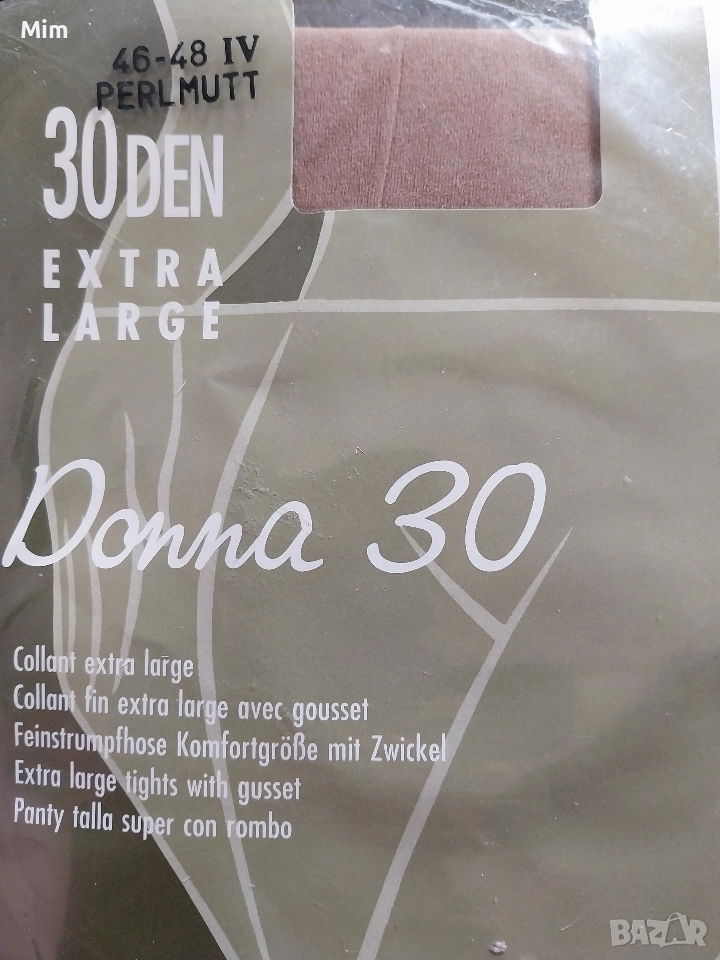 Mim
46-48 IV
PERLMUTT
30DEN
EXTRA
LARGE
Donna 30
Collant extra large
Collant fin extra large avec gousset
Feinstrumpfhose Komfortgröße mit Zwickel
Extra large tights with gusset
Panty talla super con rombo
BAZAR